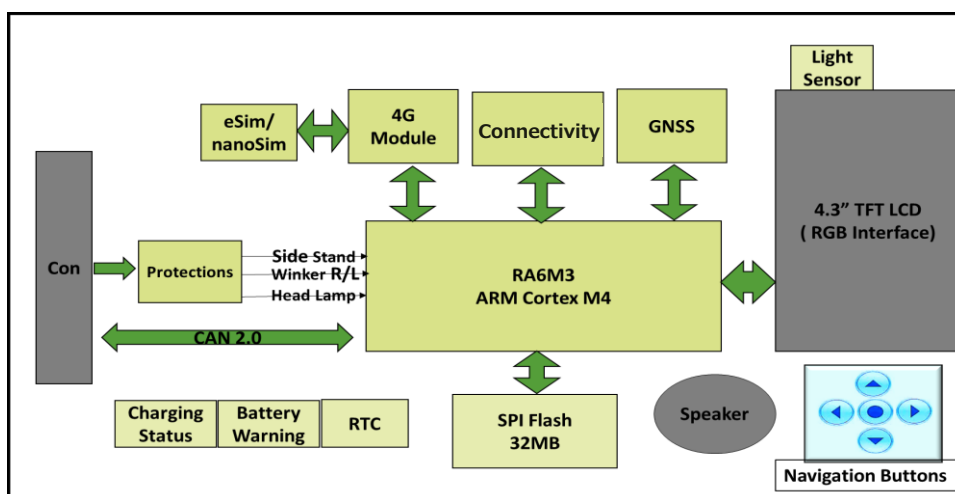 Light
Sensor
eSim/
nanoSim
4G
Module
Connectivity
GNSS
4.3” TFT LCD
( RGB Interface)
Con
Protections
Side Stand
Winker R/L
Head Lamp
RA6M3
ARM Cortex M4
CAN 2.0
Charging
Status
Battery
Warning
RTC
SPI Flash
32MB
Speaker
Navigation Buttons